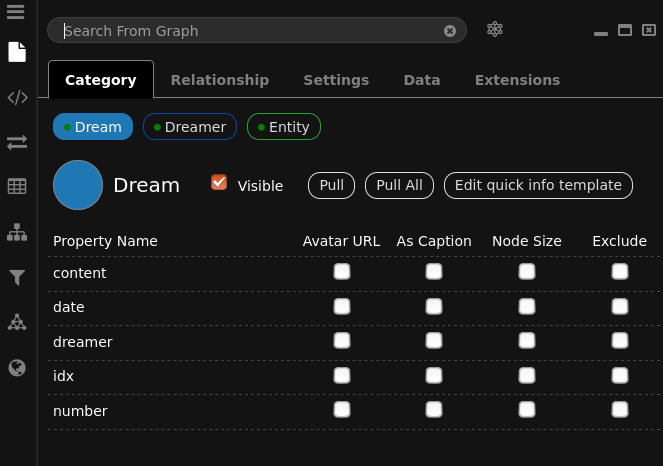 Search From Graph
Category Relationship Settings Data Extensions
Dream Dreamer Entity
Dream Visible Pull Pull All Edit quick info template
Property Name Avatar URL As Caption Node Size Exclude
content
date
dreamer
idx
number